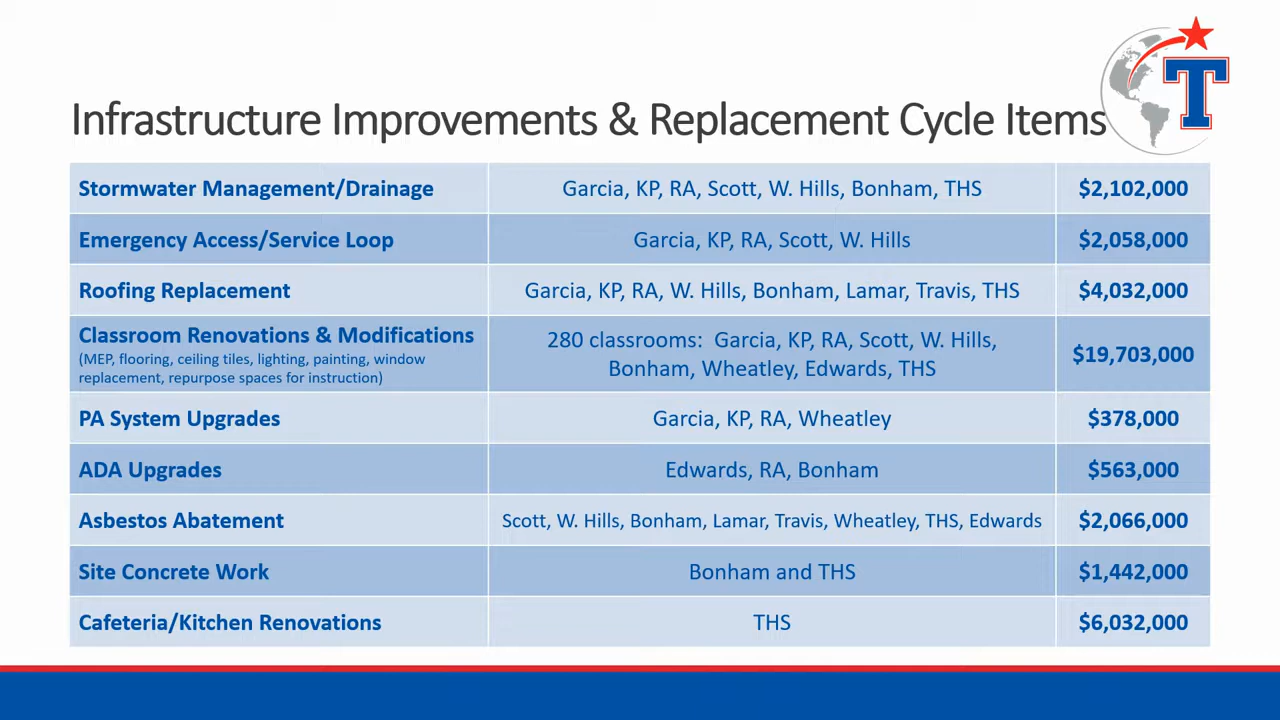 T
Infrastructure Improvements & Replacement Cycle Items
Stormwater Management/Drainage
Garcia, KP, RA, Scott, W. Hills, Bonham, THS
$2,102,000
Emergency Access/Service Loop
Garcia, KP, RA, Scott, W. Hills
$2,058,000
Roofing Replacement
Garcia, KP, RA, W. Hills, Bonham, Lamar, Travis, THS
$4,032,000
Classroom Renovations & Modifications
(MEP, flooring, ceiling tiles, lighting, painting, window
replacement, repurpose spaces for instruction)
280 classrooms: Garcia, KP, RA, Scott, W. Hills,
Bonham, Wheatley, Edwards, THS
$19,703,000
PA System Upgrades
Garcia, KP, RA, Wheatley
$378,000
ADA Upgrades
Edwards, RA, Bonham
$563,000
Asbestos Abatement
Scott, W. Hills, Bonham, Lamar, Travis, Wheatley, THS, Edwards
$2,066,000
Site Concrete Work
Bonham and THS
$1,442,000
Cafeteria/Kitchen Renovations
THS
$6,032,000